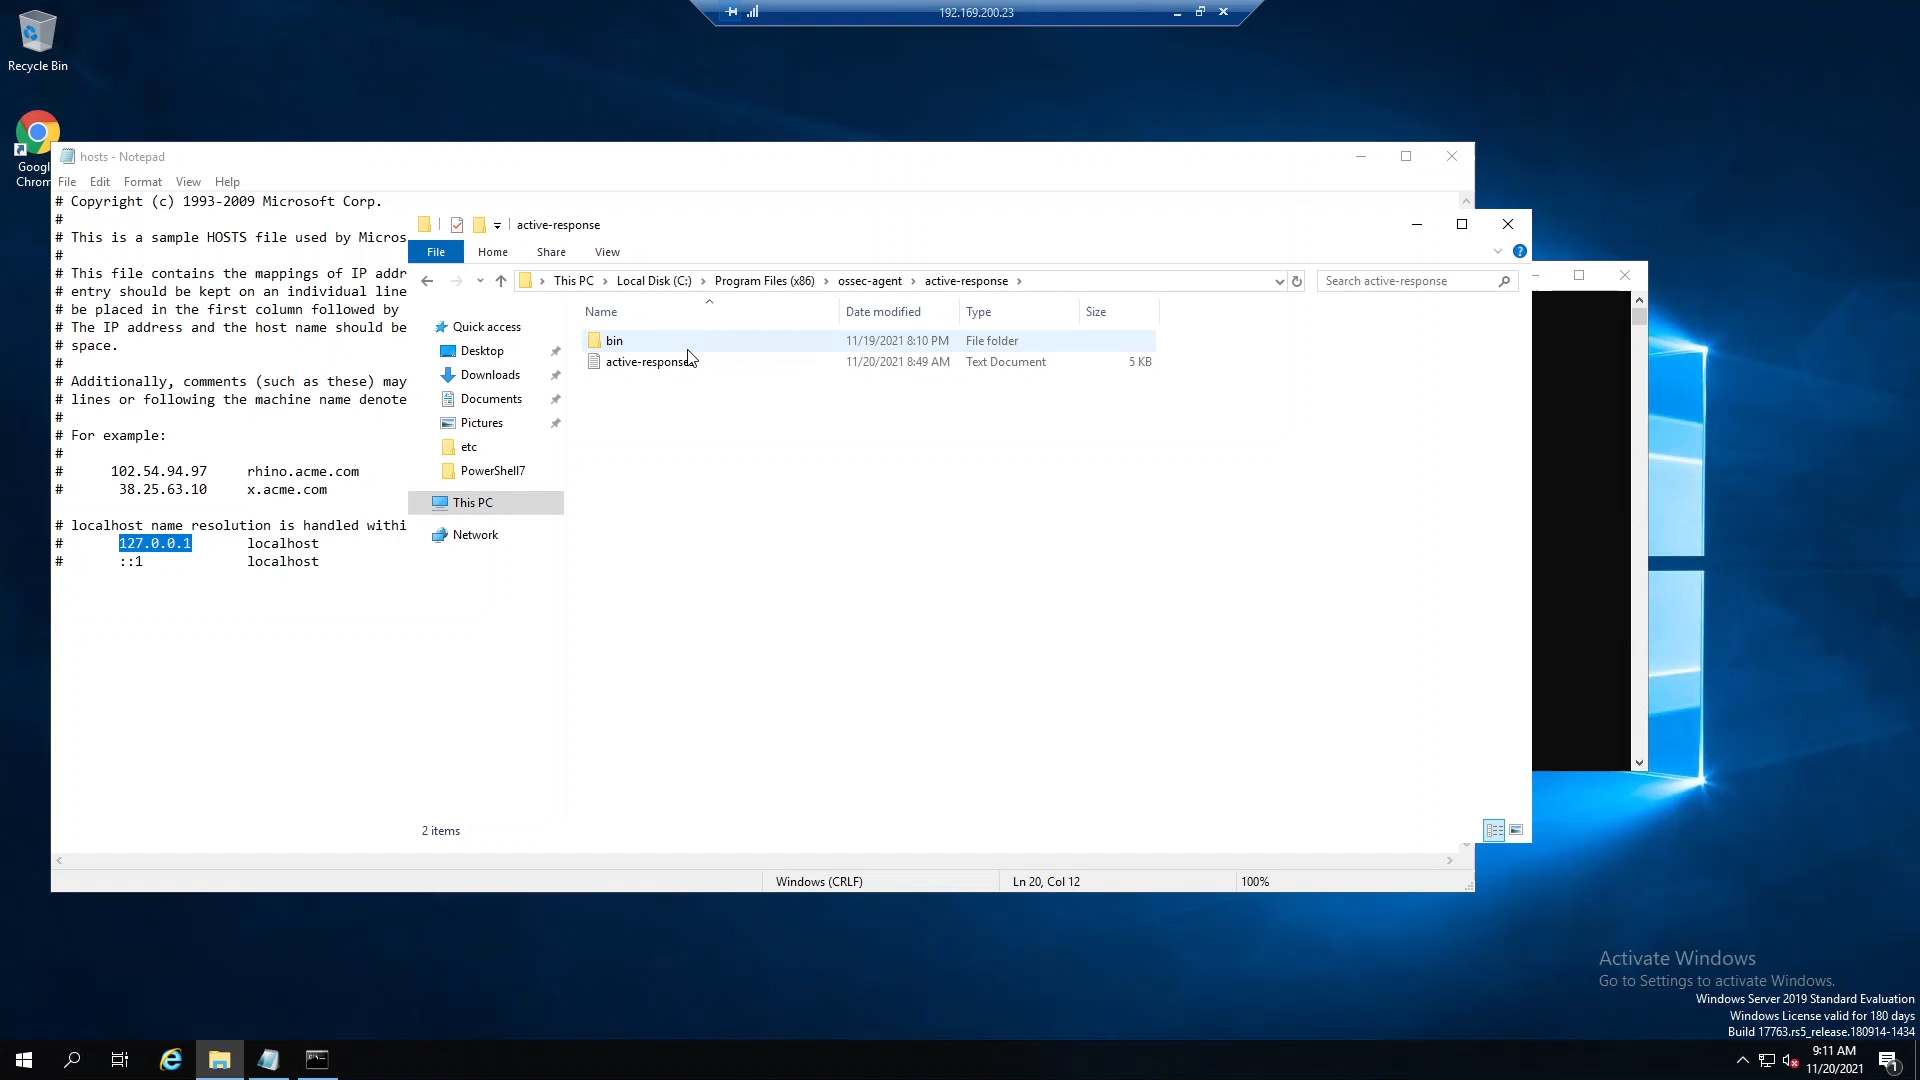 192.169.200.23
Recycle Bin
Googl
Chrom
hosts - Notepad
File Edit Format View Help
# Copyright (c) 1993-2009 Microsoft Corp.
#
# This is a sample HOSTS file used by Micros
#
# This file contains the mappings of IP addr
# entry should be kept on an individual line
# be placed in the first column followed by
# The IP address and the host name should be
# space.
#
# Additionally, comments (such as these) may
# lines or following the machine name denote
#
# For example:
#
# 102.54.94.97 rhino.acme.com
# 38.25.63.10 x.acme.com
# localhost name resolution is handled withi
# 127.0.0.1 localhost
# ::1 localhost
Windows (CRLF) Ln 20, Col 12 100%
active-response
File Home Share View
This PC Local Disk (C:) Program Files (x86) ossec-agent active-response
Search active-response
Quick access
Desktop
Downloads
Documents
Pictures
etc
PowerShell7
This PC
Network
Name Date modified Type Size
bin 11/19/2021 8:10 PM File folder
active-responses 11/20/2021 8:49 AM Text Document 5 KB
2 items
Activate Windows
Go to Settings to activate Windows.
Windows Server 2019 Standard Evaluation
Windows License valid for 180 days
Build 17763.rs5_release.180914-1434
9:11 AM
11/20/2021
1